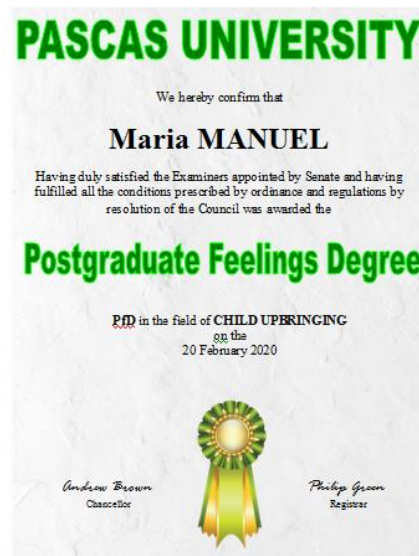 PASCAS UNIVERSITY
We hereby confirm that
Maria MANUEL
Having duly satisfied the Examiners appointed by Senate and having
fulfilled all the conditions prescribed by ordinance and regulations by
resolution of the Council was awarded the
Postgraduate Feelings Degree
PfD in the field of CHILD UPBRINGING
on the
20 February 2020
Andrew Brown Philip Green
Chancellor Registrar